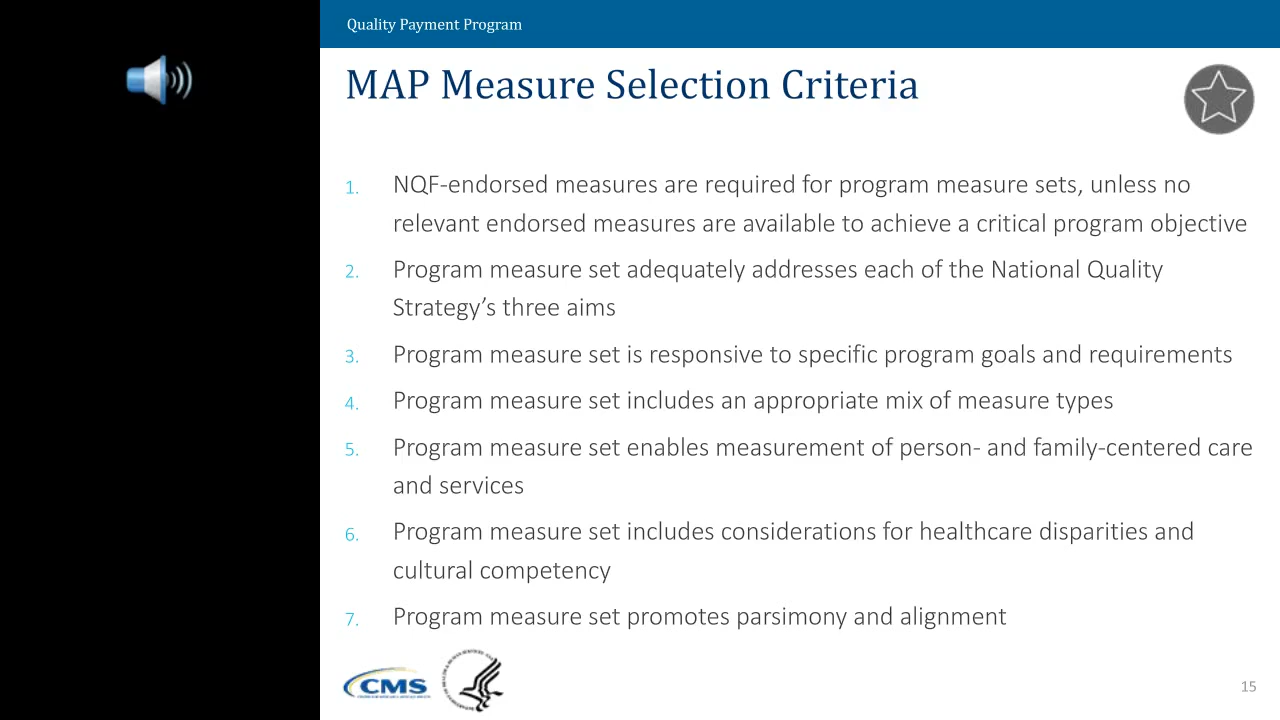 Quality Payment Program
MAP Measure Selection Criteria
1. NQF-endorsed measures are required for program measure sets, unless no
relevant endorsed measures are available to achieve a critical program objective
2. Program measure set adequately addresses each of the National Quality
Strategy’s three aims
3. Program measure set is responsive to specific program goals and requirements
4. Program measure set includes an appropriate mix of measure types
5. Program measure set enables measurement of person- and family-centered care
and services
6. Program measure set includes considerations for healthcare disparities and
cultural competency
7. Program measure set promotes parsimony and alignment
CMS
15